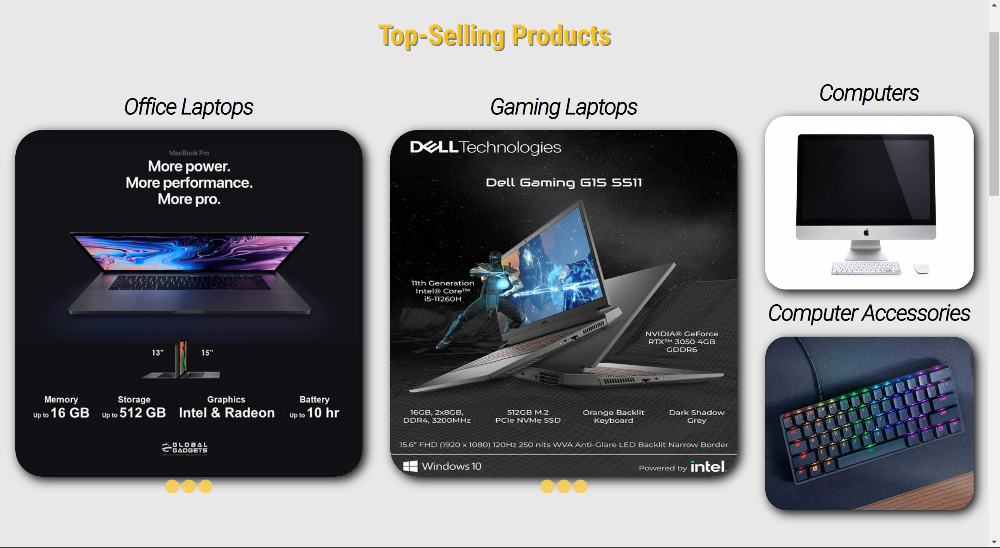 Top-Selling Products
Office Laptops
MacBook Pro
More power.
More performance.
More pro.
13" 15"
Memory Storage Graphics Battery
Up to 16 GB Up to 512 GB Intel & Radeon Up to 10 hr
GLOBAL
GADGETS
Gaming Laptops
DELL Technologies
Dell Gaming G15 5511
11th Generation
Intel® Core™
i5-11260H
NVIDIA® GeForce
RTX™ 3050 4GB
GDDR6
16GB, 2x8GB,
DDR4, 3200MHz
512GB M.2
PCIe NVMe SSD
Orange Backlit
Keyboard
Dark Shadow
Grey
15.6" FHD (1920 x 1080) 120Hz 250 nits WVA Anti-Glare LED Backlit Narrow Border
Windows 10
Powered by intel.
Computers
Computer Accessories